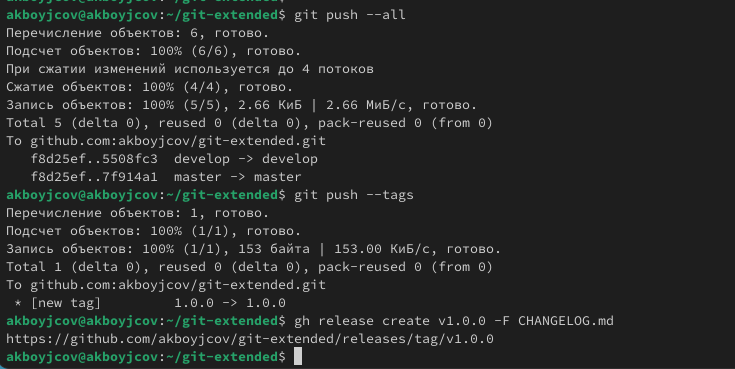 akboyjcov@akboyjcov:~/git-extended$ git push --all
Перечисление объектов: 6, готово.
Подсчет объектов: 100% (6/6), готово.
При сжатии изменений используется до 4 потоков
Сжатие объектов: 100% (4/4), готово.
Запись объектов: 100% (5/5), 2.66 КиБ | 2.66 МиБ/с, готово.
Total 5 (delta 0), reused 0 (delta 0), pack-reused 0 (from 0)
To github.com:akboyjcov/git-extended.git
   f8d25ef..5508fc3  develop -> develop
   f8d25ef..7f914a1  master -> master
akboyjcov@akboyjcov:~/git-extended$ git push --tags
Перечисление объектов: 1, готово.
Подсчет объектов: 100% (1/1), готово.
Запись объектов: 100% (1/1), 153 байта | 153.00 КиБ/с, готово.
Total 1 (delta 0), reused 0 (delta 0), pack-reused 0 (from 0)
To github.com:akboyjcov/git-extended.git
 * [new tag]         1.0.0 -> 1.0.0
akboyjcov@akboyjcov:~/git-extended$ gh release create v1.0.0 -F CHANGELOG.md
https://github.com/akboyjcov/git-extended/releases/tag/v1.0.0
akboyjcov@akboyjcov:~/git-extended$